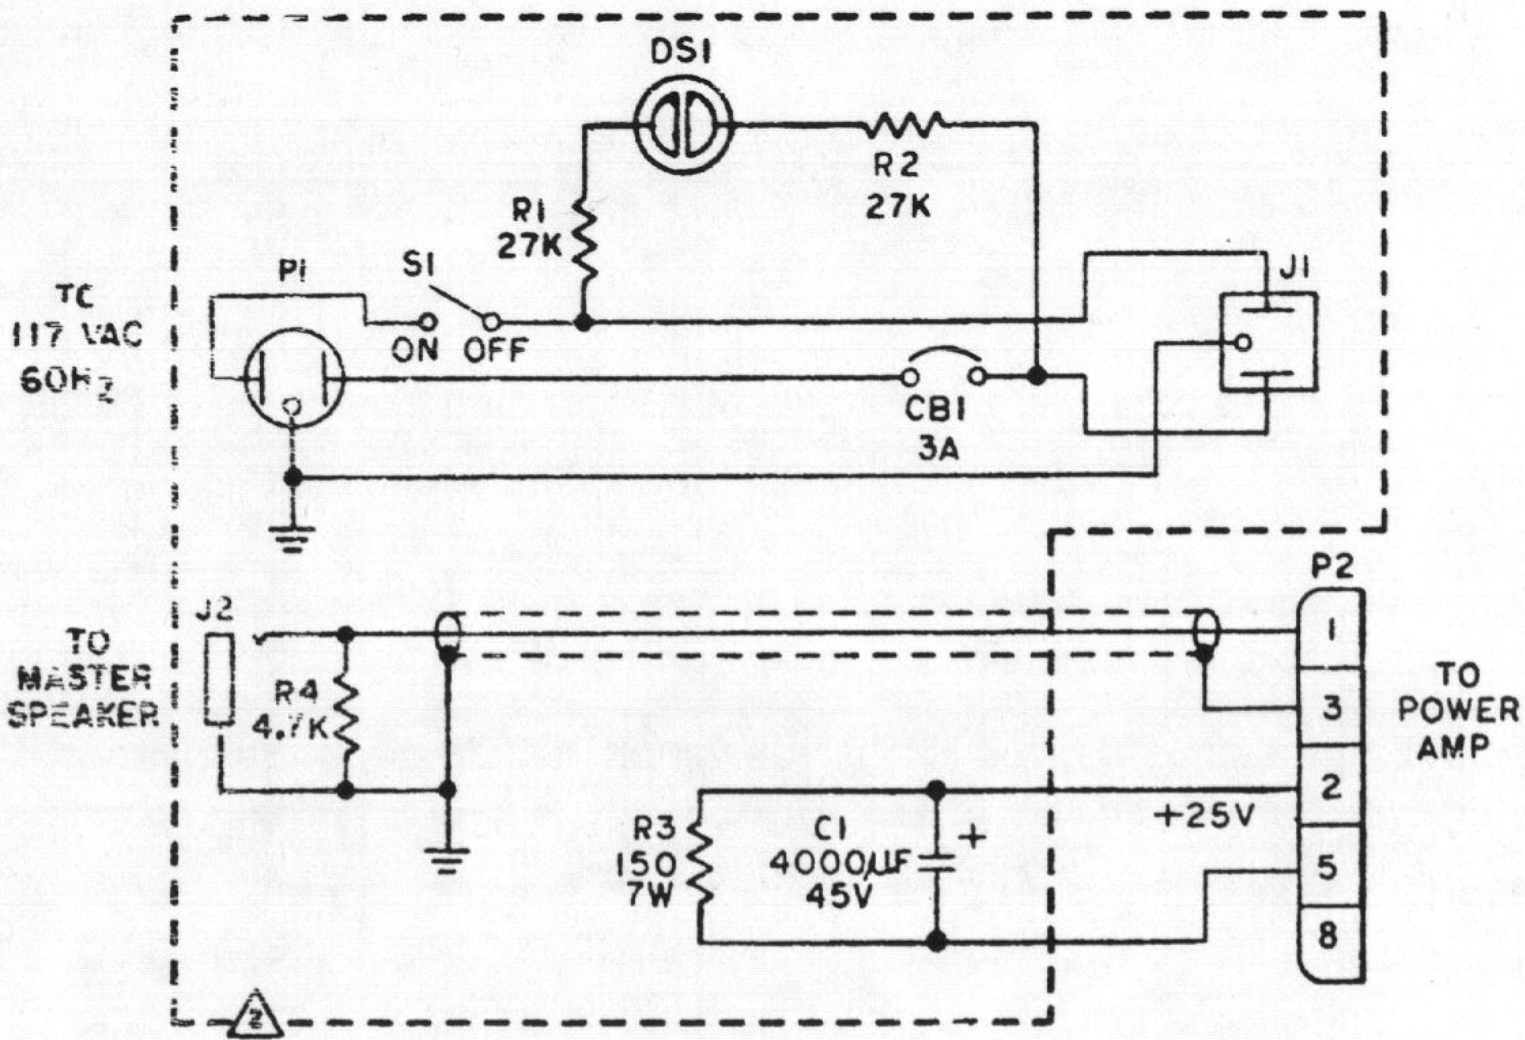 DS1
R2
27K
R1
27K
P1
S1
J1
TO
117 VAC
60Hz
ON OFF
CB1
3A
P2
J2
1
TO
MASTER
SPEAKER
R4
4.7K
3
TO
POWER
AMP
2
+25V
R3
150
7W
C1
4000µF
45V
+
5
8
2